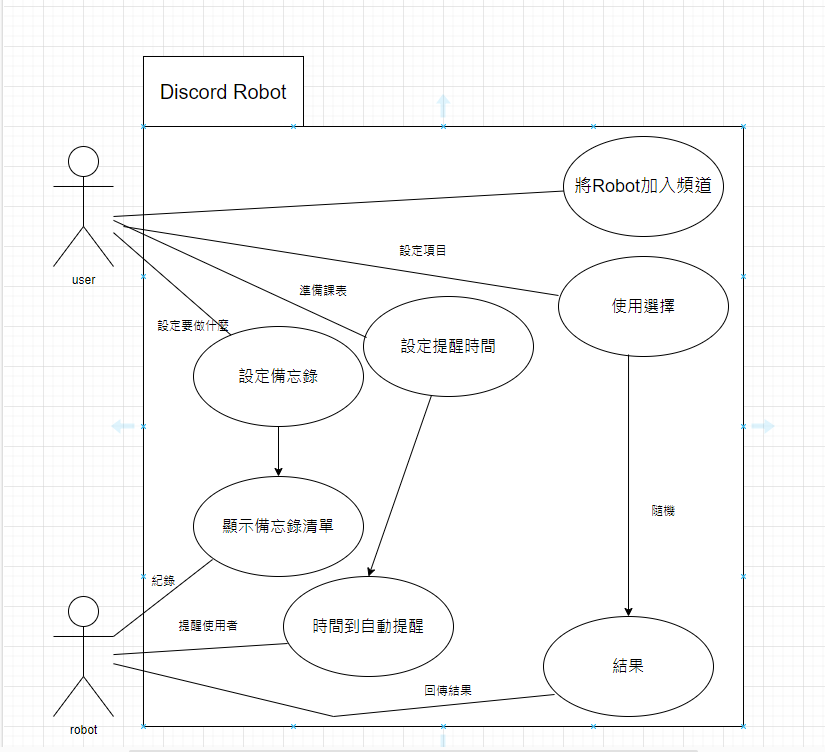 Discord Robot
將Robot加入頻道
設定項目
user
準備課表
使用選擇
設定要做什麼
設定提醒時間
設定備忘錄
隨機
顯示備忘錄清單
紀錄
提醒使用者
時間到自動提醒
結果
回傳結果
robot